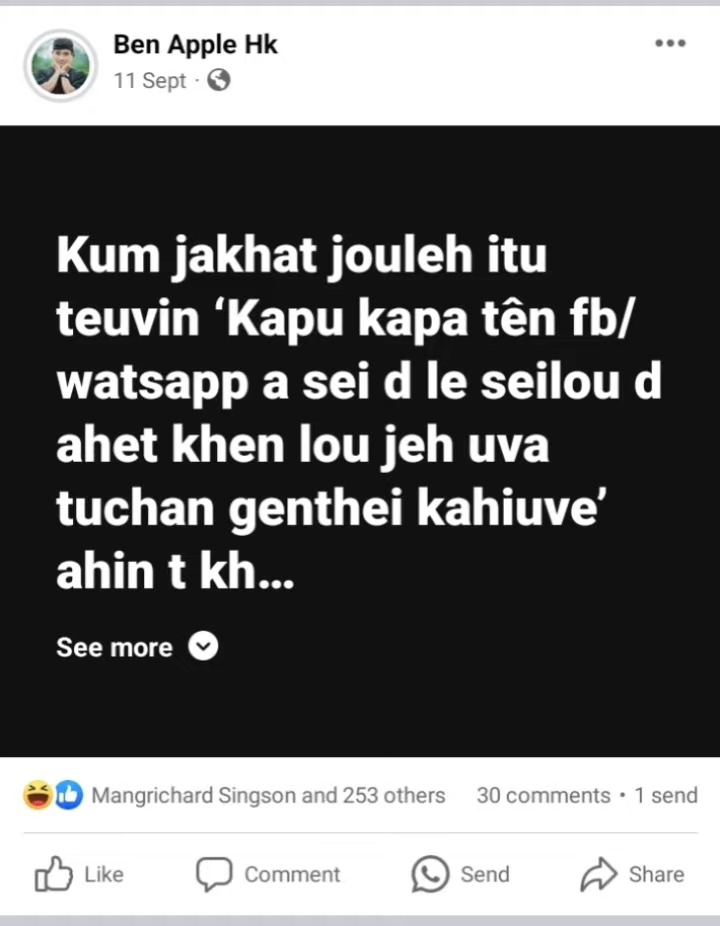 Ben Apple Hk
11 Sept ·
Kum jakhat jouleh itu
teuvin ‘Kapu kapa tên fb/
watsapp a sei d le seilou d
ahet khen lou jeh uva
tuchan genthei kahiuve’
ahin t kh...
See more
Mangrichard Singson and 253 others 30 comments • 1 send
Like Comment Send Share